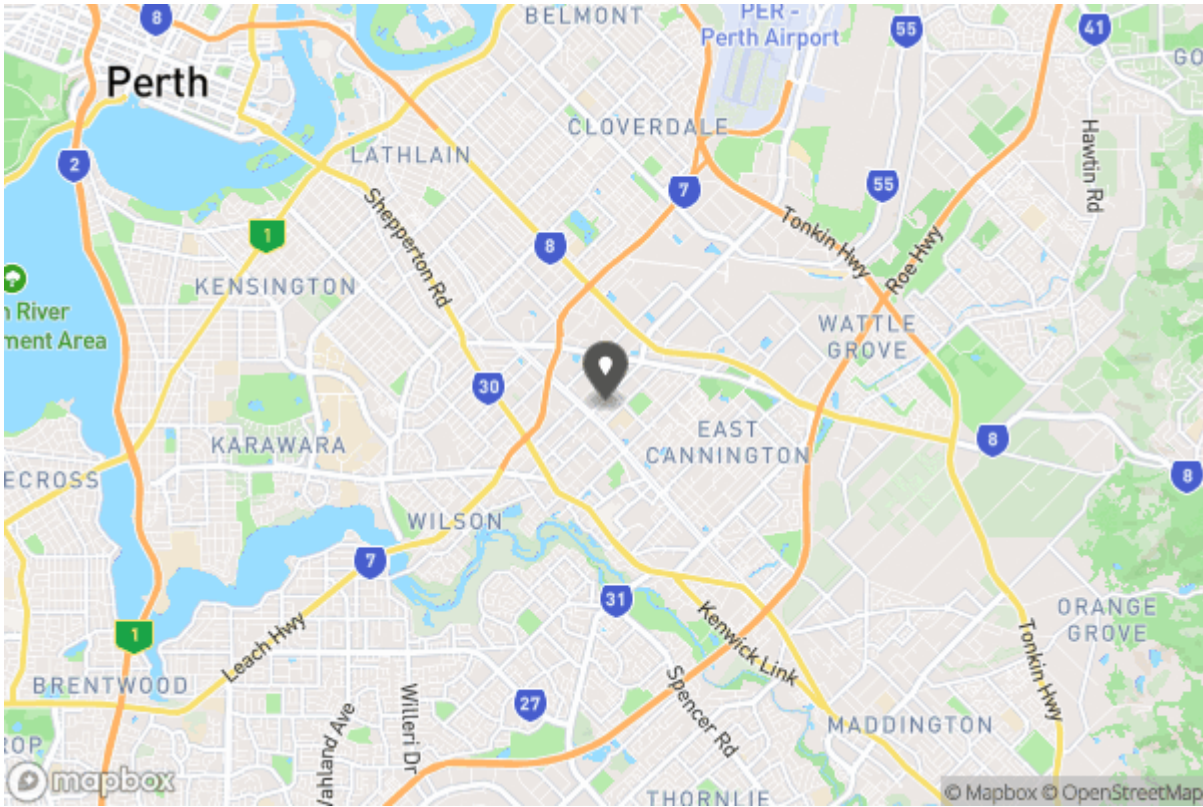 8
BELMONT
PER -
Perth Airport
55
41
GO
Perth
CLOVERDALE
2
LATHLAIN
7
55
Hawtin Rd
Shepperton Rd
1
8
Tonkin Hwy
Roe Hwy
KENSINGTON
n River
ment Area
WATTLE
GROVE
30
KARAWARA
EAST
CANNINGTON
8
8
ECROSS
WILSON
7
31
ORANGE
GROVE
1
Leach Hwy
Kenwick Link
Tonkin Hwy
BRENTWOOD
Willeri Dr
27
Spencer Rd
MADDINGTON
ROP
Vahland Ave
THORNLIE
mapbox
© Mapbox © OpenStreetMap